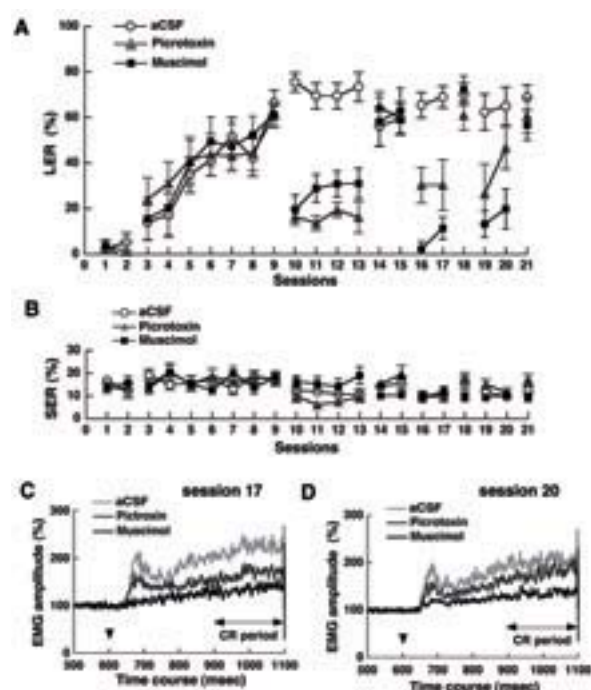 A
aCSF
Picrotoxin
Muscimol
LER (%)
100
80
60
40
20
0
0 1 2 3 4 5 6 7 8 9 10 11 12 13 14 15 16 17 18 19 20 21
Sessions
B
aCSF
Picrotoxin
Muscimol
SER (%)
30
20
10
0
0 1 2 3 4 5 6 7 8 9 10 11 12 13 14 15 16 17 18 19 20 21
Sessions
C session 17
aCSF
Pictroxin
Muscimol
EMG amplitude (%)
300
200
100
0
CR period
500 600 700 800 900 1000 1100
Time course (msec)
D session 20
aCSF
Picrotoxin
Muscimol
EMG amplitude (%)
300
200
100
0
CR period
500 600 700 800 900 1000 1100
Time course (msec)